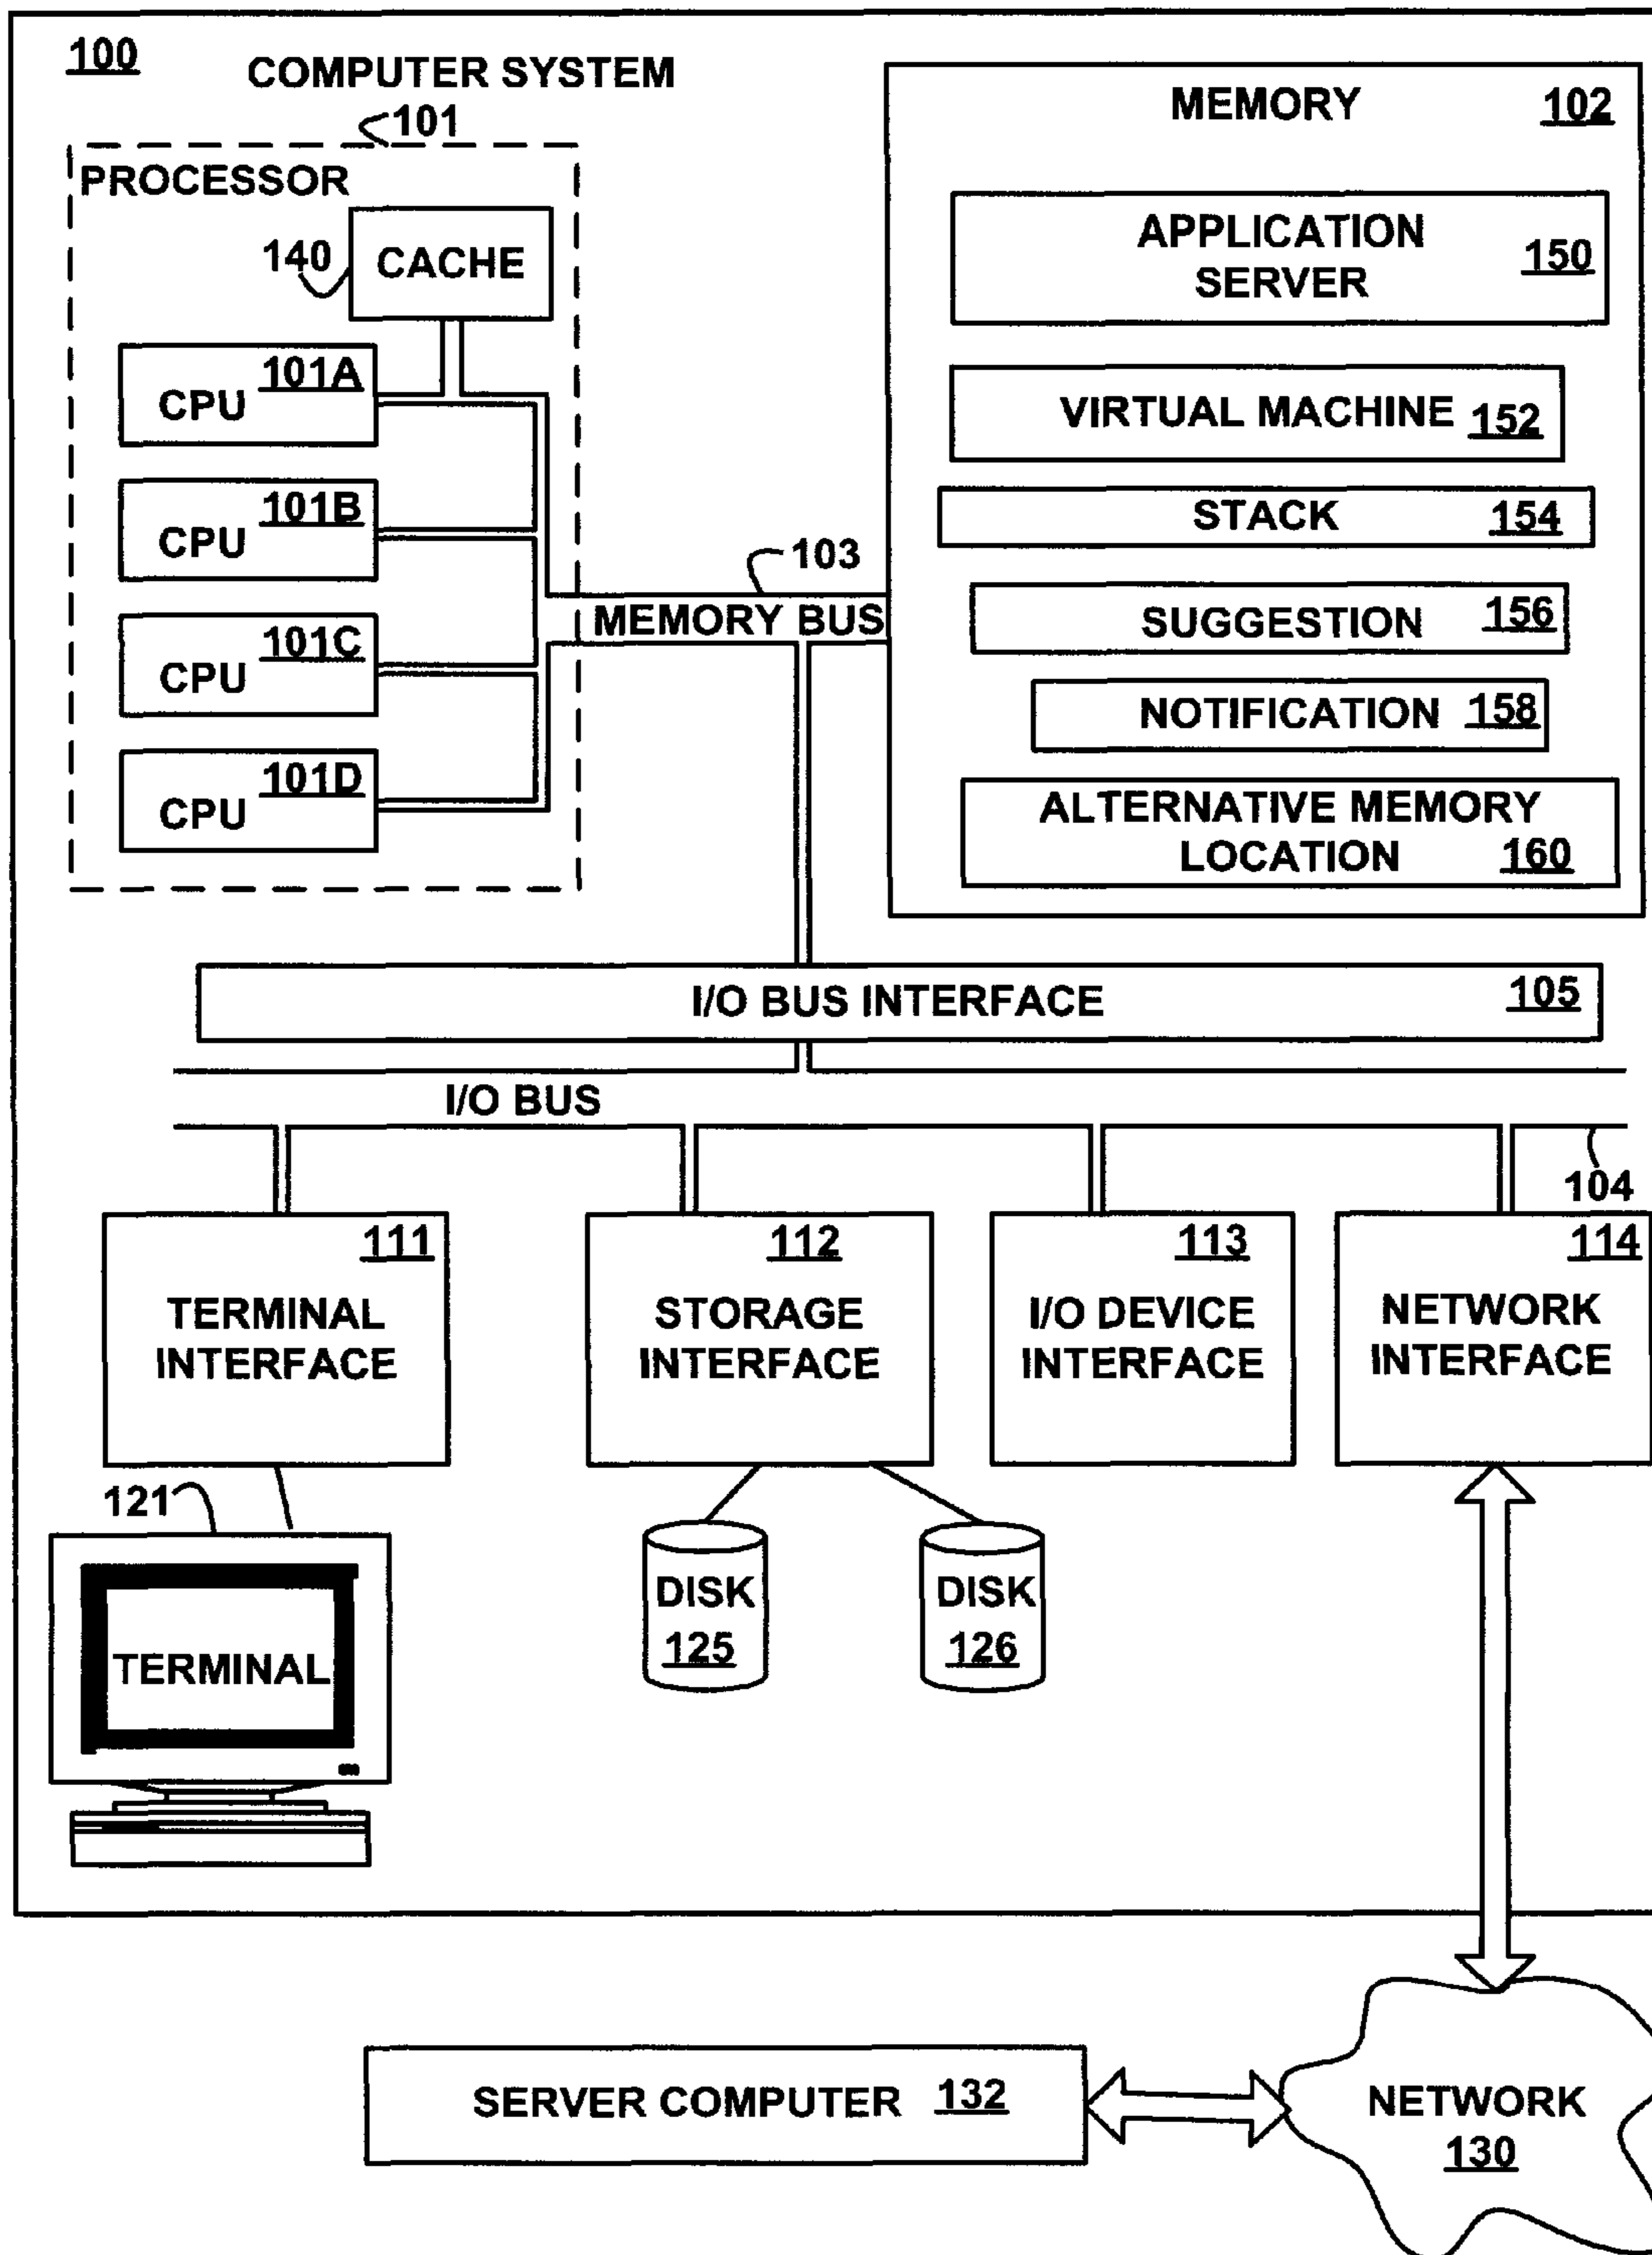 100
COMPUTER SYSTEM
101
PROCESSOR
140
CACHE
CPU 101A
CPU 101B
CPU 101C
CPU 101D
103
MEMORY BUS
MEMORY 102
APPLICATION
SERVER
150
VIRTUAL MACHINE 152
STACK 154
SUGGESTION 156
NOTIFICATION 158
ALTERNATIVE MEMORY
LOCATION 160
I/O BUS INTERFACE 105
I/O BUS
104
111
TERMINAL
INTERFACE
112
STORAGE
INTERFACE
113
I/O DEVICE
INTERFACE
114
NETWORK
INTERFACE
121
TERMINAL
DISK
125
DISK
126
SERVER COMPUTER 132
NETWORK
130